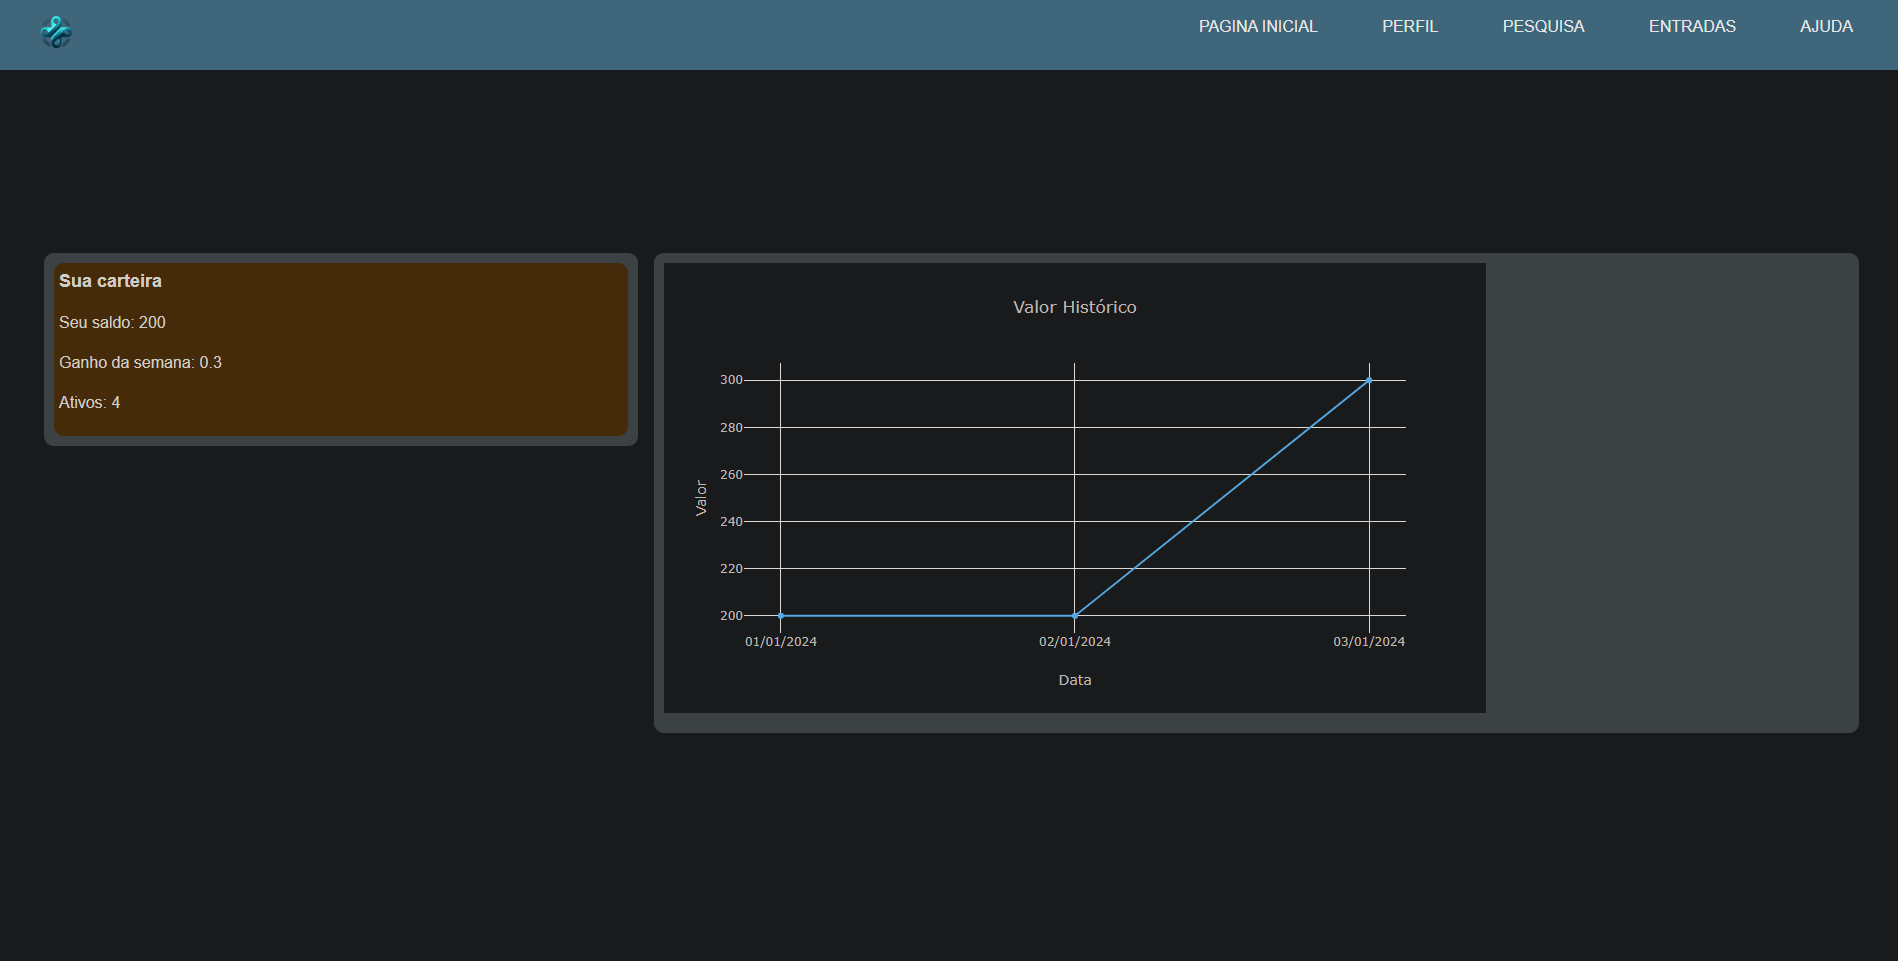 PAGINA INICIAL PERFIL PESQUISA ENTRADAS AJUDA
Sua carteira
Seu saldo: 200
Ganho da semana: 0.3
Ativos: 4
Valor Histórico
300
280
260
240
220
200
Valor
01/01/2024 02/01/2024 03/01/2024
Data